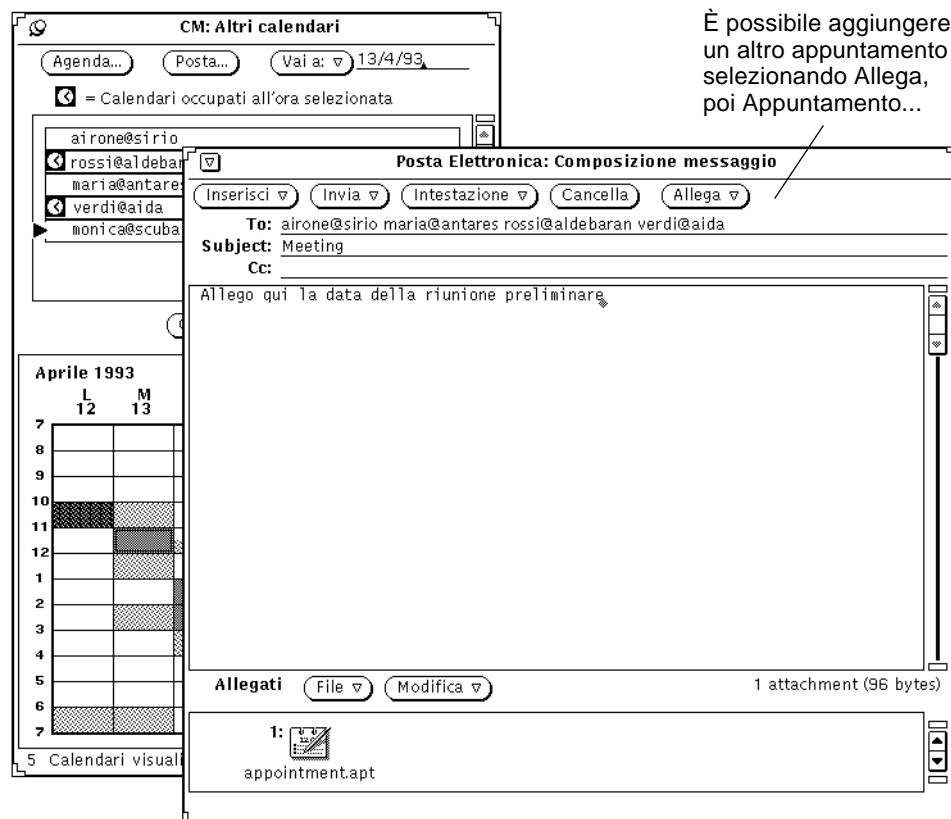 È possibile aggiungere
un altro appuntamento
selezionando Allega,
poi Appuntamento...
CM: Altri calendari
Agenda... Posta... Vai a: 13/4/93
= Calendari occupati all'ora selezionata
airone@sirio
rossi@aldebar
maria@antares
verdi@aida
monica@scuba
Aprile 1993
L M
12 13
7
8
9
10
11
12
1
2
3
4
5
6
7
5 Calendari visuali
Posta Elettronica: Composizione messaggio
Inserisci Invia Intestazione Cancella Allega
To: airone@sirio maria@antares rossi@aldebaran verdi@aida
Subject: Meeting
Cc:
Allego qui la data della riunione preliminare
Allegati File Modifica 1 attachment (96 bytes)
1:
appointment.apt